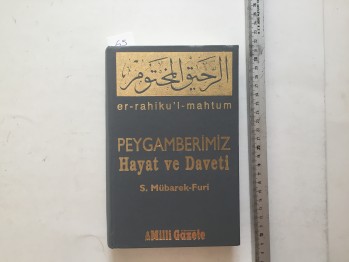 الرحيق المختوم
er-rahiku'l-mahtum
PEYGAMBERİMİZ
Hayat ve Daveti
S. Mübarek-Furi
Milli Gazete